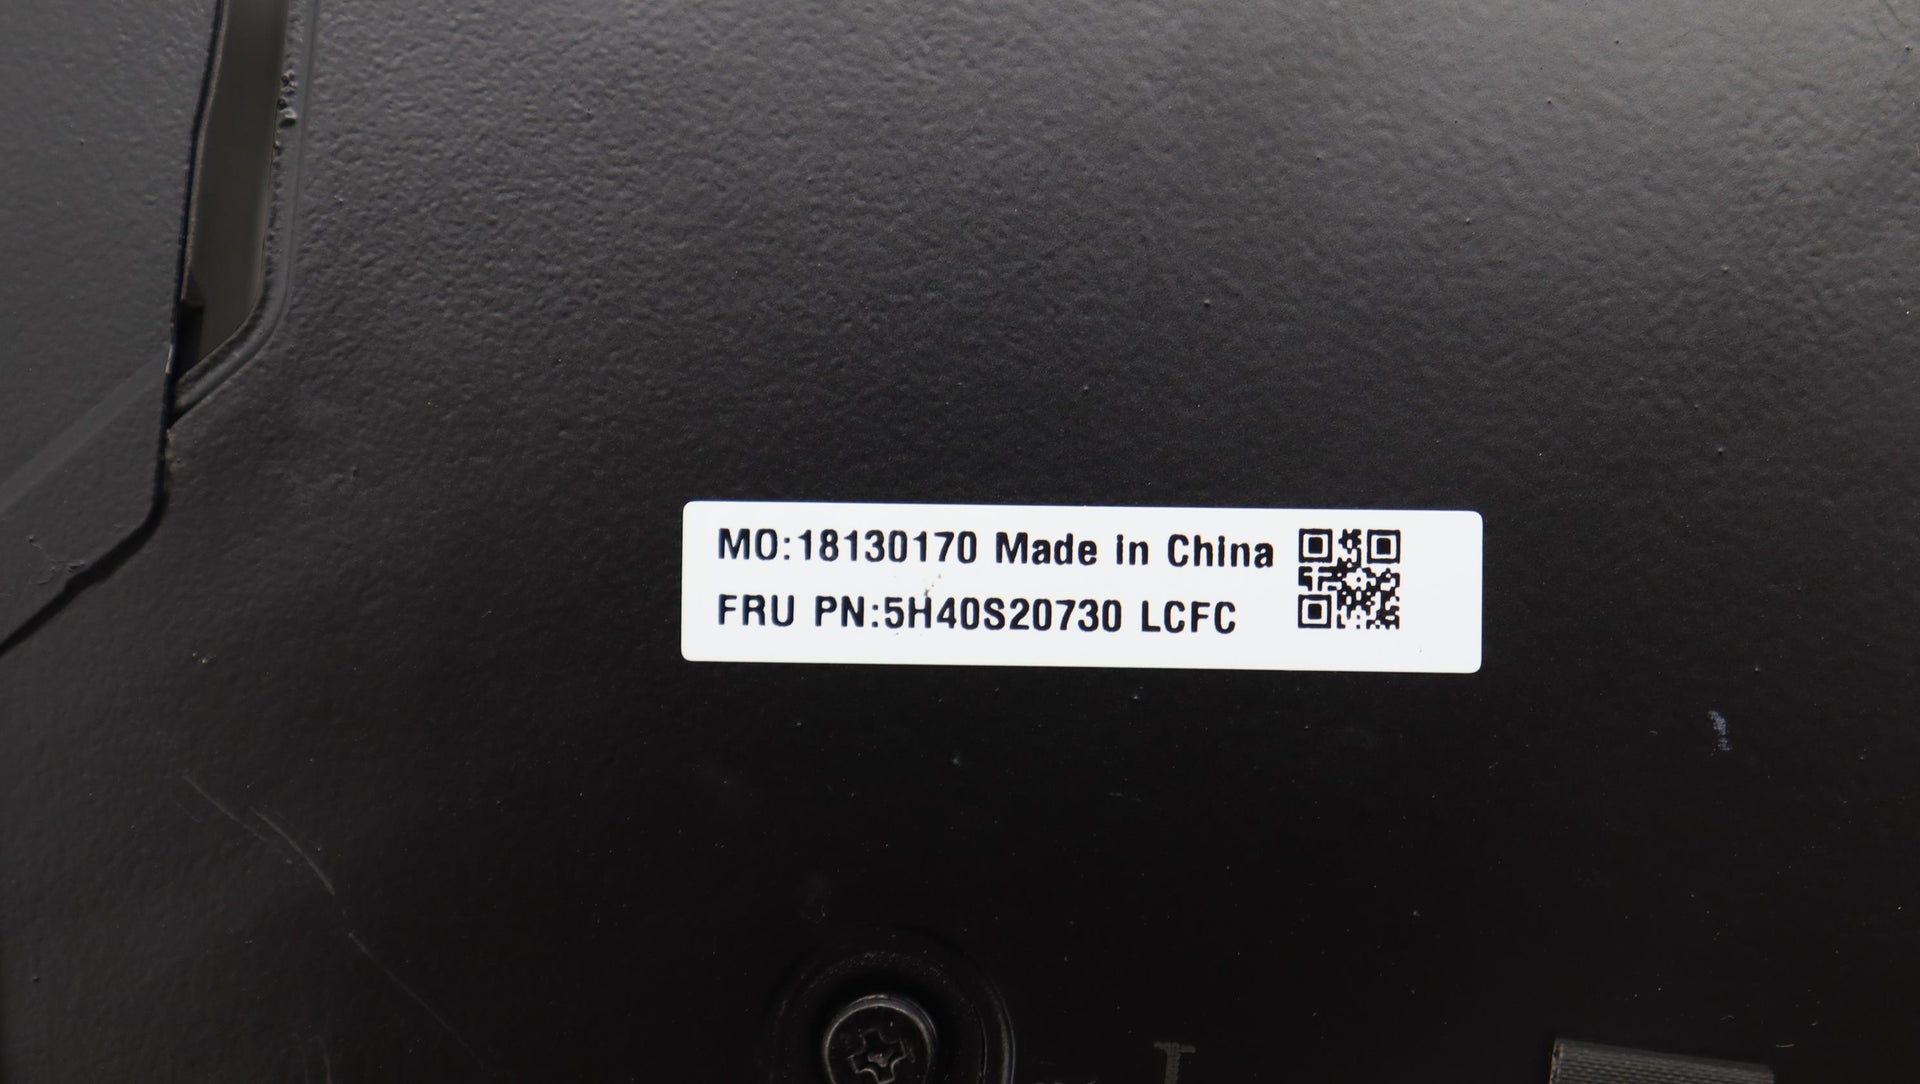 MO:18130170 Made in China
FRU PN:5H40S20730 LCFC